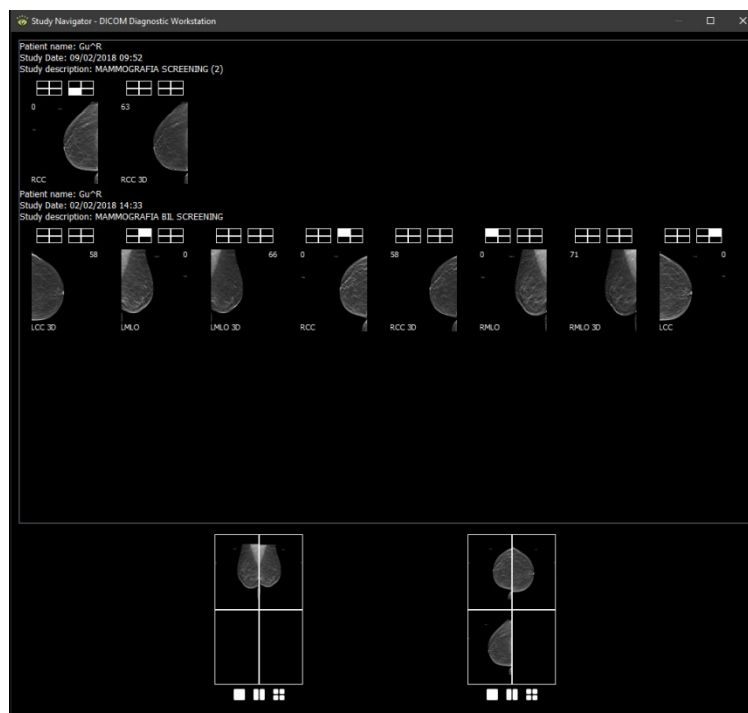 Study Navigator - DICOM Diagnostic Workstation
Patient name: Gu^R
Study Date: 09/02/2018 09:52
Study description: MAMMOGRAFIA SCREENING (2)
0 63
RCC RCC 3D
Patient name: Gu^R
Study Date: 02/02/2018 14:33
Study description: MAMMOGRAFIA BIL SCREENING
58 0 66 0 58 0 71 0
LCC 3D LMLO LMLO 3D RCC RCC 3D RMLO RMLO 3D LCC